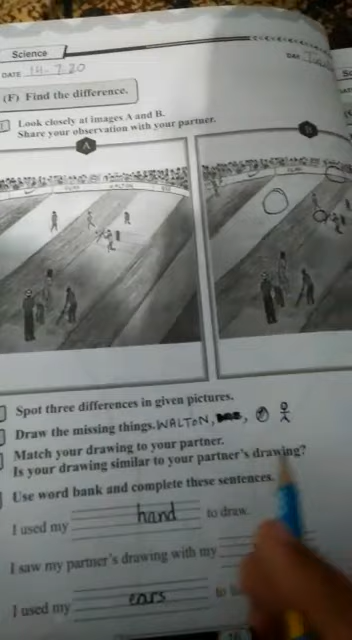 Science
DATE 14.7.20
DAY
(F) Find the difference.
Look closely at images A and B.
Share your observation with your partner.
A
B
WALTON
Spot three differences in given pictures.
Draw the missing things. WALTON,
Match your drawing to your partner.
Is your drawing similar to your partner's drawing?
Use word bank and complete these sentences.
I used my hand to draw.
I saw my partner's drawing with my
I used my ears to